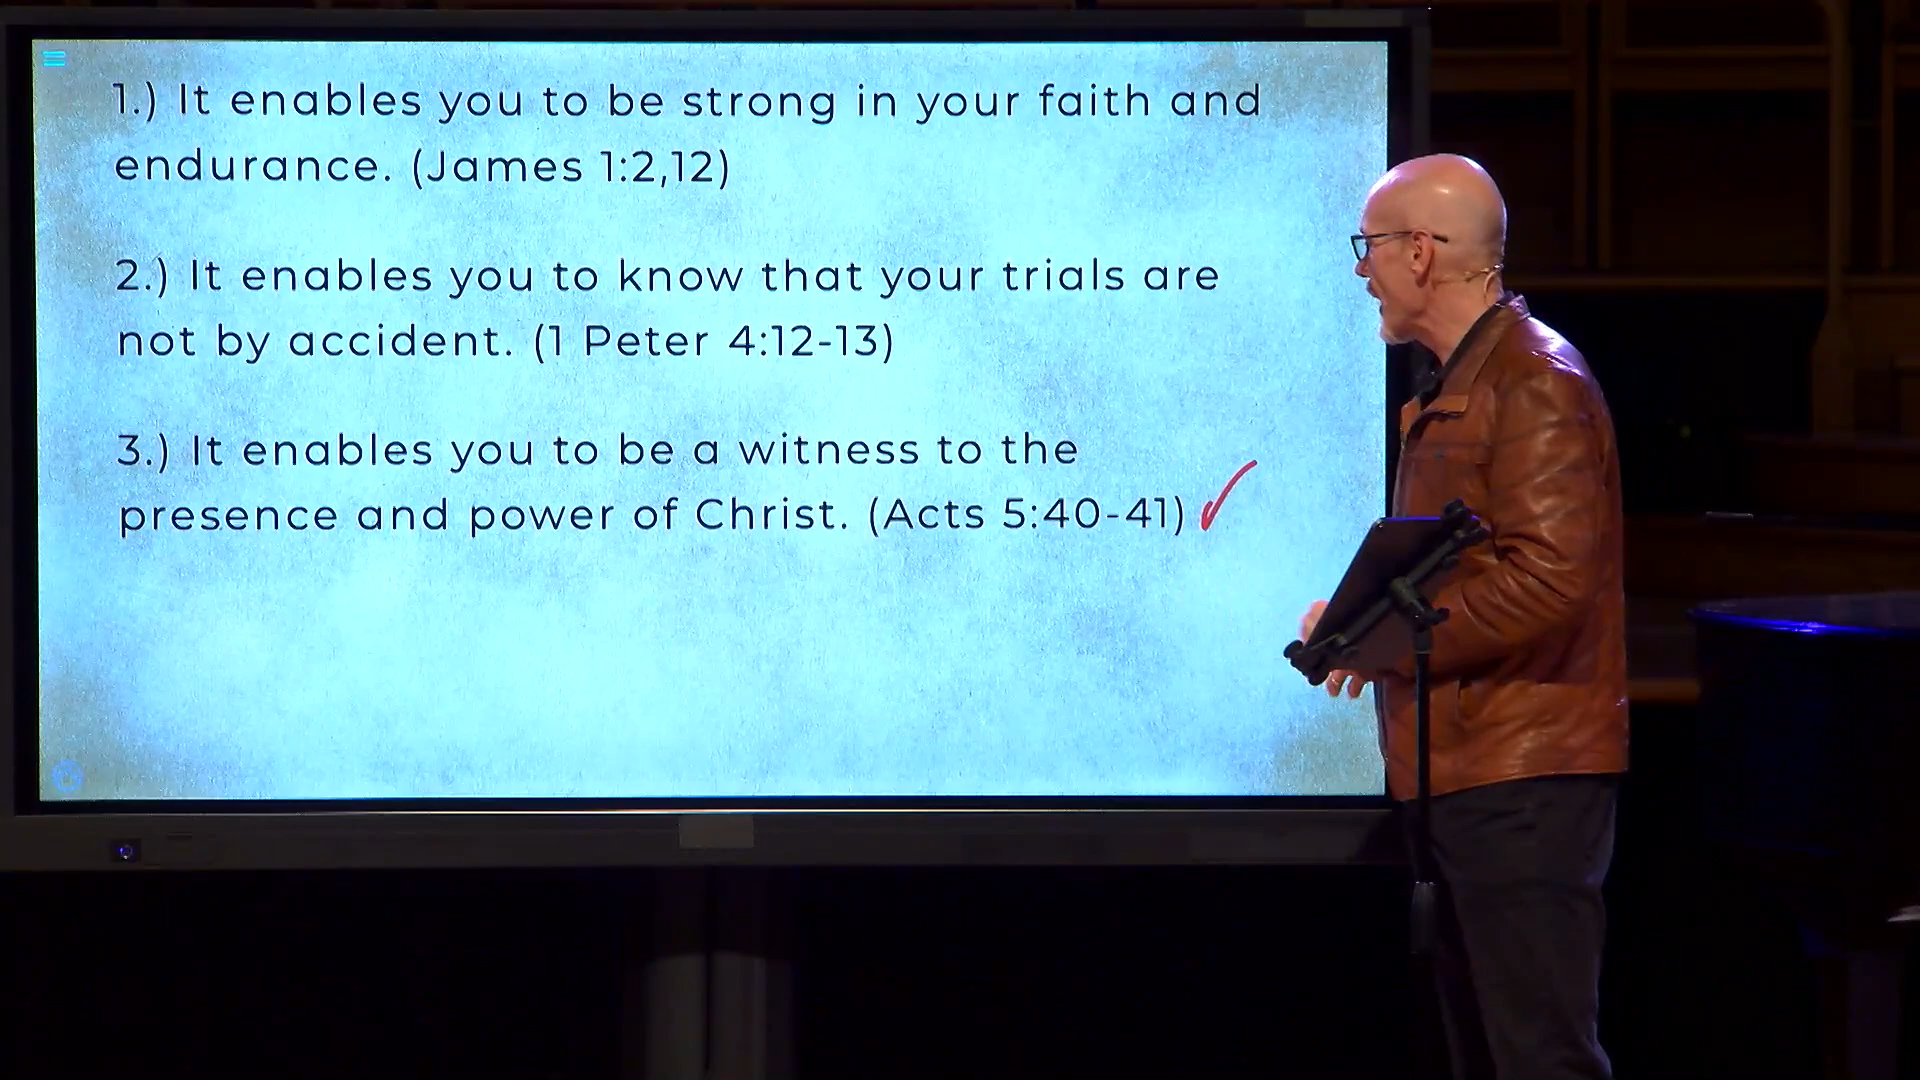 1.) It enables you to be strong in your faith and
endurance. (James 1:2,12)
2.) It enables you to know that your trials are
not by accident. (1 Peter 4:12-13)
3.) It enables you to be a witness to the
presence and power of Christ. (Acts 5:40-41)